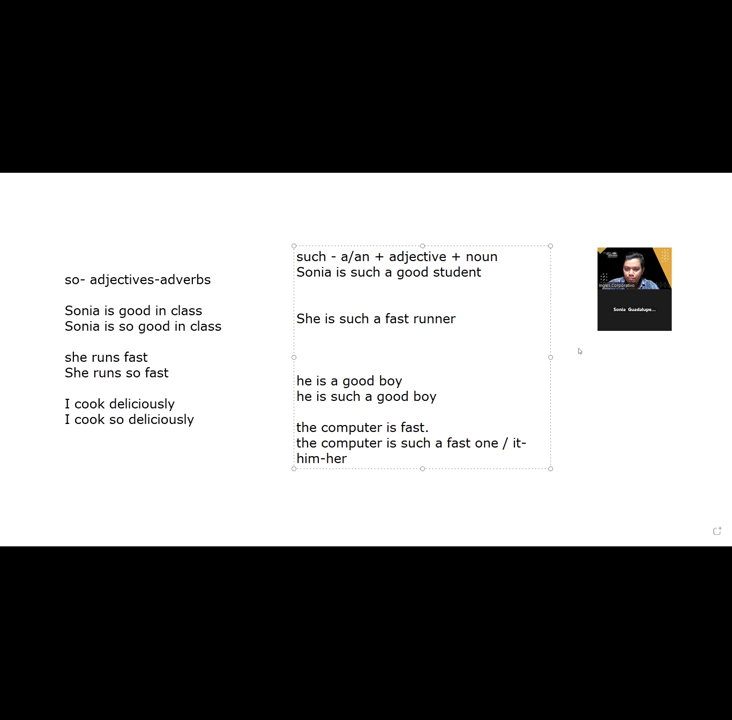 so- adjectives-adverbs
Sonia is good in class
Sonia is so good in class
she runs fast
She runs so fast
I cook deliciously
I cook so deliciously
such - a/an + adjective + noun
Sonia is such a good student
She is such a fast runner
he is a good boy
he is such a good boy
the computer is fast.
the computer is such a fast one / it-
him-her
Sonia Guadalupe...